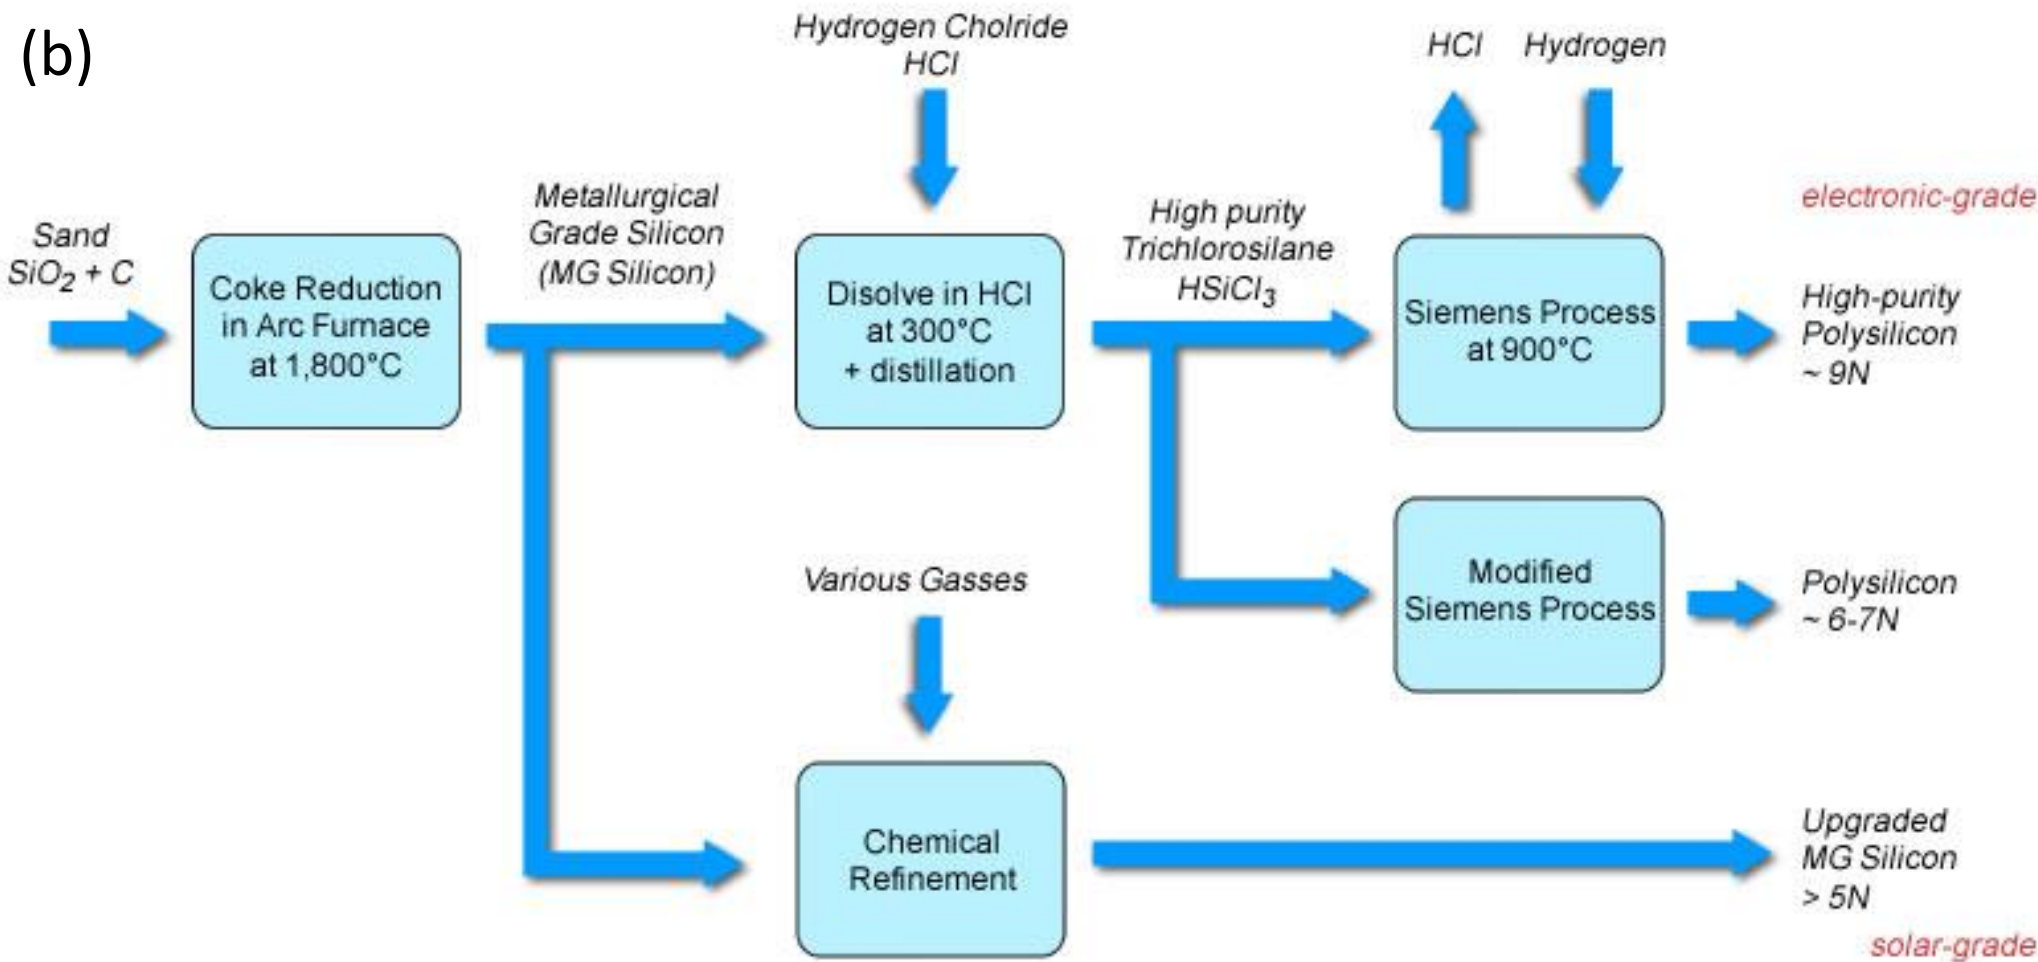 (b)
Hydrogen Cholride
HCl
HCl
Hydrogen
Sand
SiO2 + C
Coke Reduction
in Arc Furnace
at 1,800°C
Metallurgical
Grade Silicon
(MG Silicon)
Disolve in HCl
at 300°C
+ distillation
High purity
Trichlorosilane
HSiCl3
Siemens Process
at 900°C
electronic-grade
High-purity
Polysilicon
~ 9N
Modified
Siemens Process
Polysilicon
~ 6-7N
Various Gasses
Chemical
Refinement
Upgraded
MG Silicon
> 5N
solar-grade